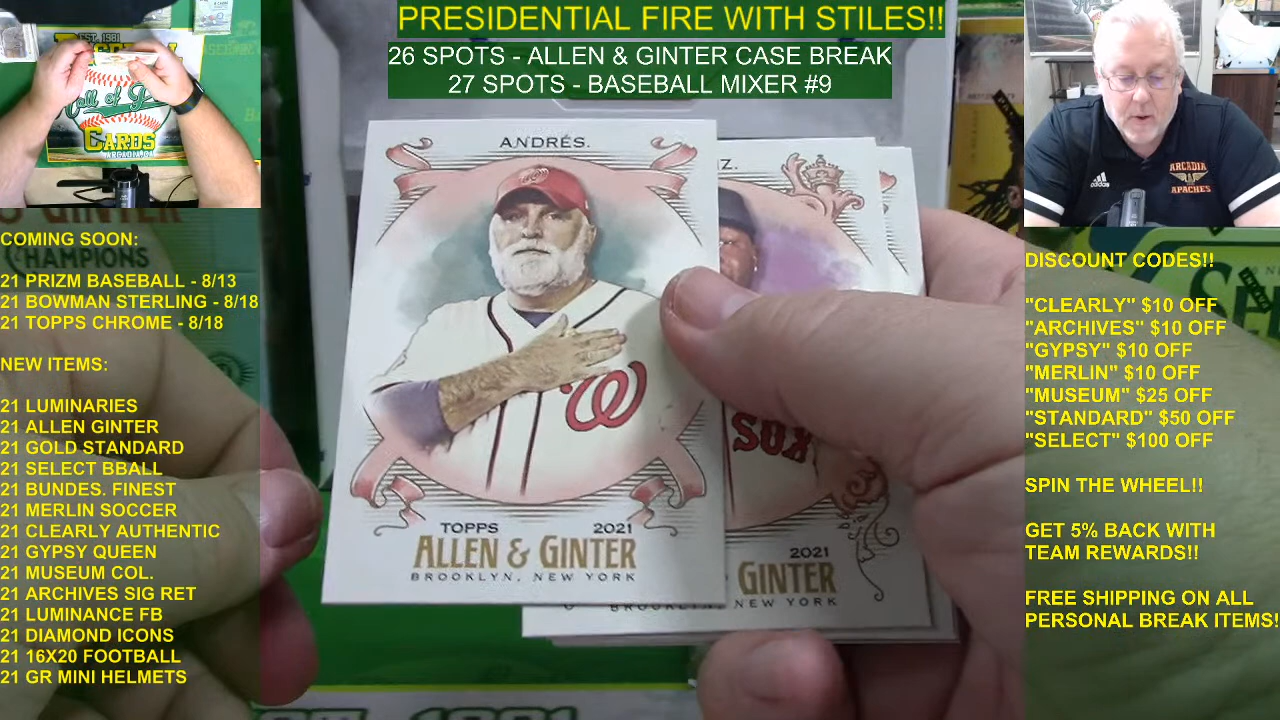 PRESIDENTIAL FIRE WITH STILES!!
26 SPOTS - ALLEN & GINTER CASE BREAK
27 SPOTS - BASEBALL MIXER #9
EST. 1981
CARDS
COMING SOON:
21 PRIZM BASEBALL - 8/13
21 BOWMAN STERLING - 8/18
21 TOPPS CHROME - 8/18
NEW ITEMS:
21 LUMINARIES
21 ALLEN GINTER
21 GOLD STANDARD
21 SELECT BBALL
21 BUNDES. FINEST
21 MERLIN SOCCER
21 CLEARLY AUTHENTIC
21 GYPSY QUEEN
21 MUSEUM COL.
21 ARCHIVES SIG RET
21 LUMINANCE FB
21 DIAMOND ICONS
21 16X20 FOOTBALL
21 GR MINI HELMETS
CHAMPIONS
ANDRÉS.
W
TOPPS 2021
ALLEN & GINTER
BROOKLYN, NEW YORK
Z.
SOX
2021
GINTER
NEW YORK
ARCADIA
APACHES
adidas
DISCOUNT CODES!!
"CLEARLY" $10 OFF
"ARCHIVES" $10 OFF
"GYPSY" $10 OFF
"MERLIN" $10 OFF
"MUSEUM" $25 OFF
"STANDARD" $50 OFF
"SELECT" $100 OFF
SPIN THE WHEEL!!
GET 5% BACK WITH
TEAM REWARDS!!
FREE SHIPPING ON ALL
PERSONAL BREAK ITEMS!